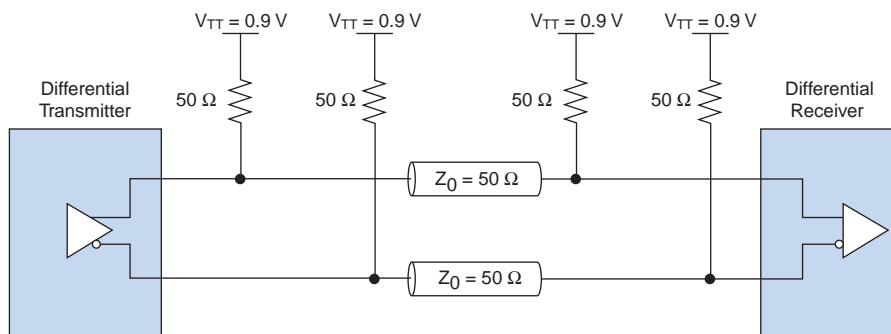 VTT = 0.9 V
VTT = 0.9 V
VTT = 0.9 V
VTT = 0.9 V
Differential
Transmitter
50 Ω
50 Ω
50 Ω
50 Ω
Differential
Receiver
Z0 = 50 Ω
Z0 = 50 Ω